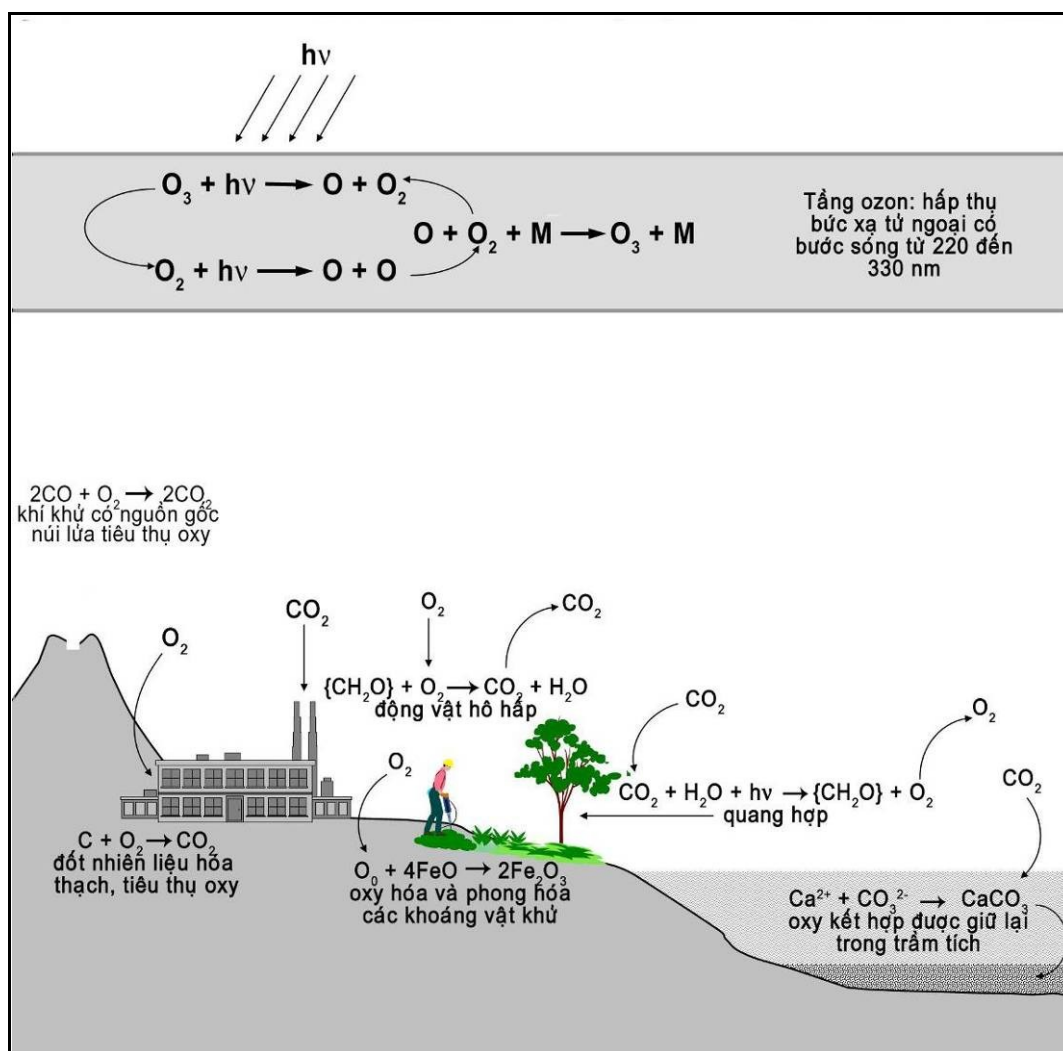 hν
O₃ + hν → O + O₂
O + O₂ + M → O₃ + M
O₂ + hν → O + O
Tầng ozon: hấp thụ
bức xạ tử ngoại có
bước sóng từ 220 đến
330 nm
2CO + O₂ → 2CO₂
khí khử có nguồn gốc
núi lửa tiêu thụ oxy
O₂
CO₂
O₂
CO₂
{CH₂O} + O₂ → CO₂ + H₂O
động vật hô hấp
CO₂
O₂
O₂
CO₂
CO₂ + H₂O + hν → {CH₂O} + O₂
quang hợp
C + O₂ → CO₂
đốt nhiên liệu hóa
thạch, tiêu thụ oxy
O₀ + 4FeO → 2Fe₂O₃
oxy hóa và phong hóa
các khoáng vật khử
Ca²⁺ + CO₃²⁻ → CaCO₃
oxy kết hợp được giữ lại
trong trầm tích